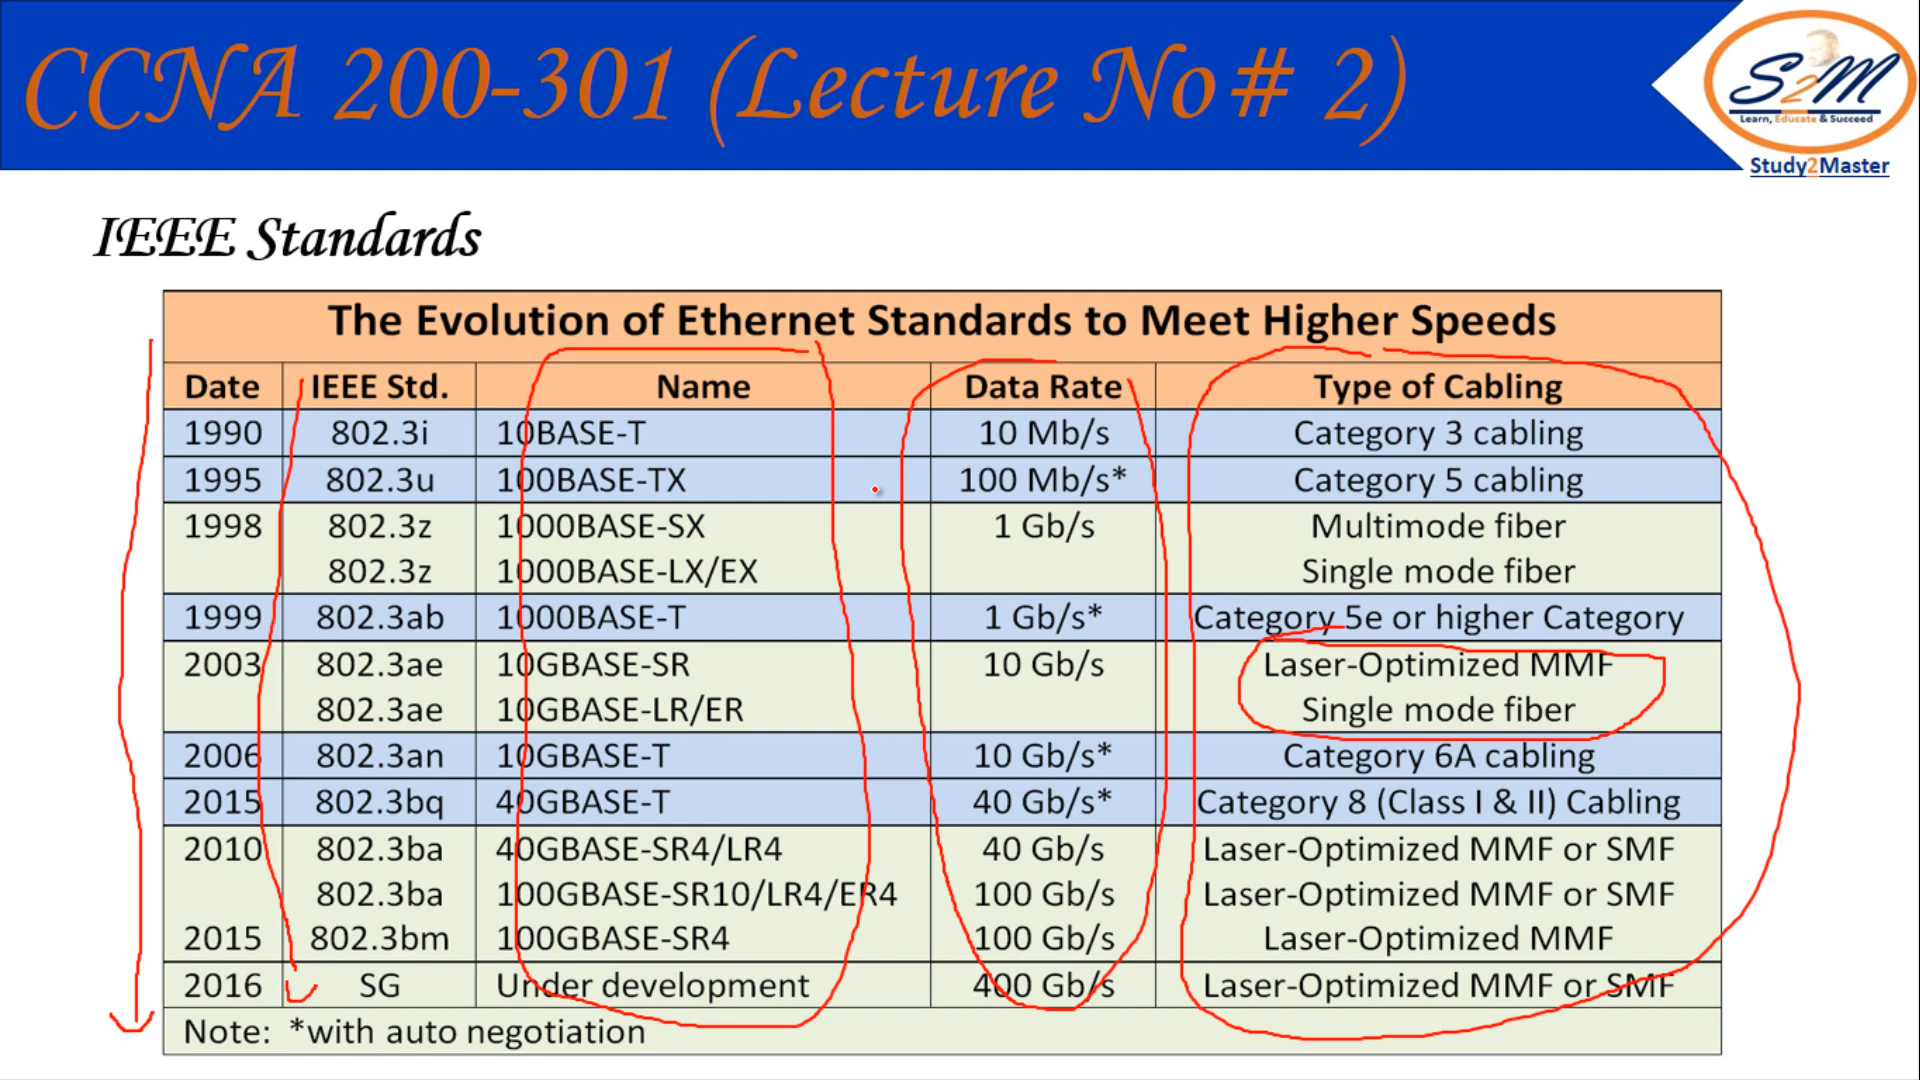 CCNA 200-301 (Lecture No# 2)
S2M
Learn, Educate & Succeed
Study2Master
IEEE Standards
The Evolution of Ethernet Standards to Meet Higher Speeds
Date IEEE Std. Name Data Rate Type of Cabling
1990 802.3i 10BASE-T 10 Mb/s Category 3 cabling
1995 802.3u 100BASE-TX 100 Mb/s* Category 5 cabling
1998 802.3z 1000BASE-SX 1 Gb/s Multimode fiber
802.3z 1000BASE-LX/EX Single mode fiber
1999 802.3ab 1000BASE-T 1 Gb/s* Category 5e or higher Category
2003 802.3ae 10GBASE-SR 10 Gb/s Laser-Optimized MMF
802.3ae 10GBASE-LR/ER Single mode fiber
2006 802.3an 10GBASE-T 10 Gb/s* Category 6A cabling
2015 802.3bq 40GBASE-T 40 Gb/s* Category 8 (Class I & II) Cabling
2010 802.3ba 40GBASE-SR4/LR4 40 Gb/s Laser-Optimized MMF or SMF
802.3ba 100GBASE-SR10/LR4/ER4 100 Gb/s Laser-Optimized MMF or SMF
2015 802.3bm 100GBASE-SR4 100 Gb/s Laser-Optimized MMF
2016 SG Under development 400 Gb/s Laser-Optimized MMF or SMF
Note: *with auto negotiation